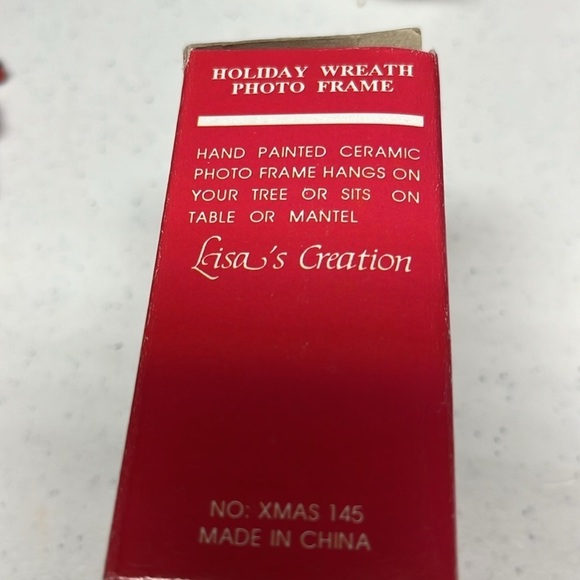 HOLIDAY WREATH
PHOTO FRAME
HAND PAINTED CERAMIC
PHOTO FRAME HANGS ON
YOUR TREE OR SITS ON
TABLE OR MANTEL
Lisa's Creation
NO: XMAS 145
MADE IN CHINA